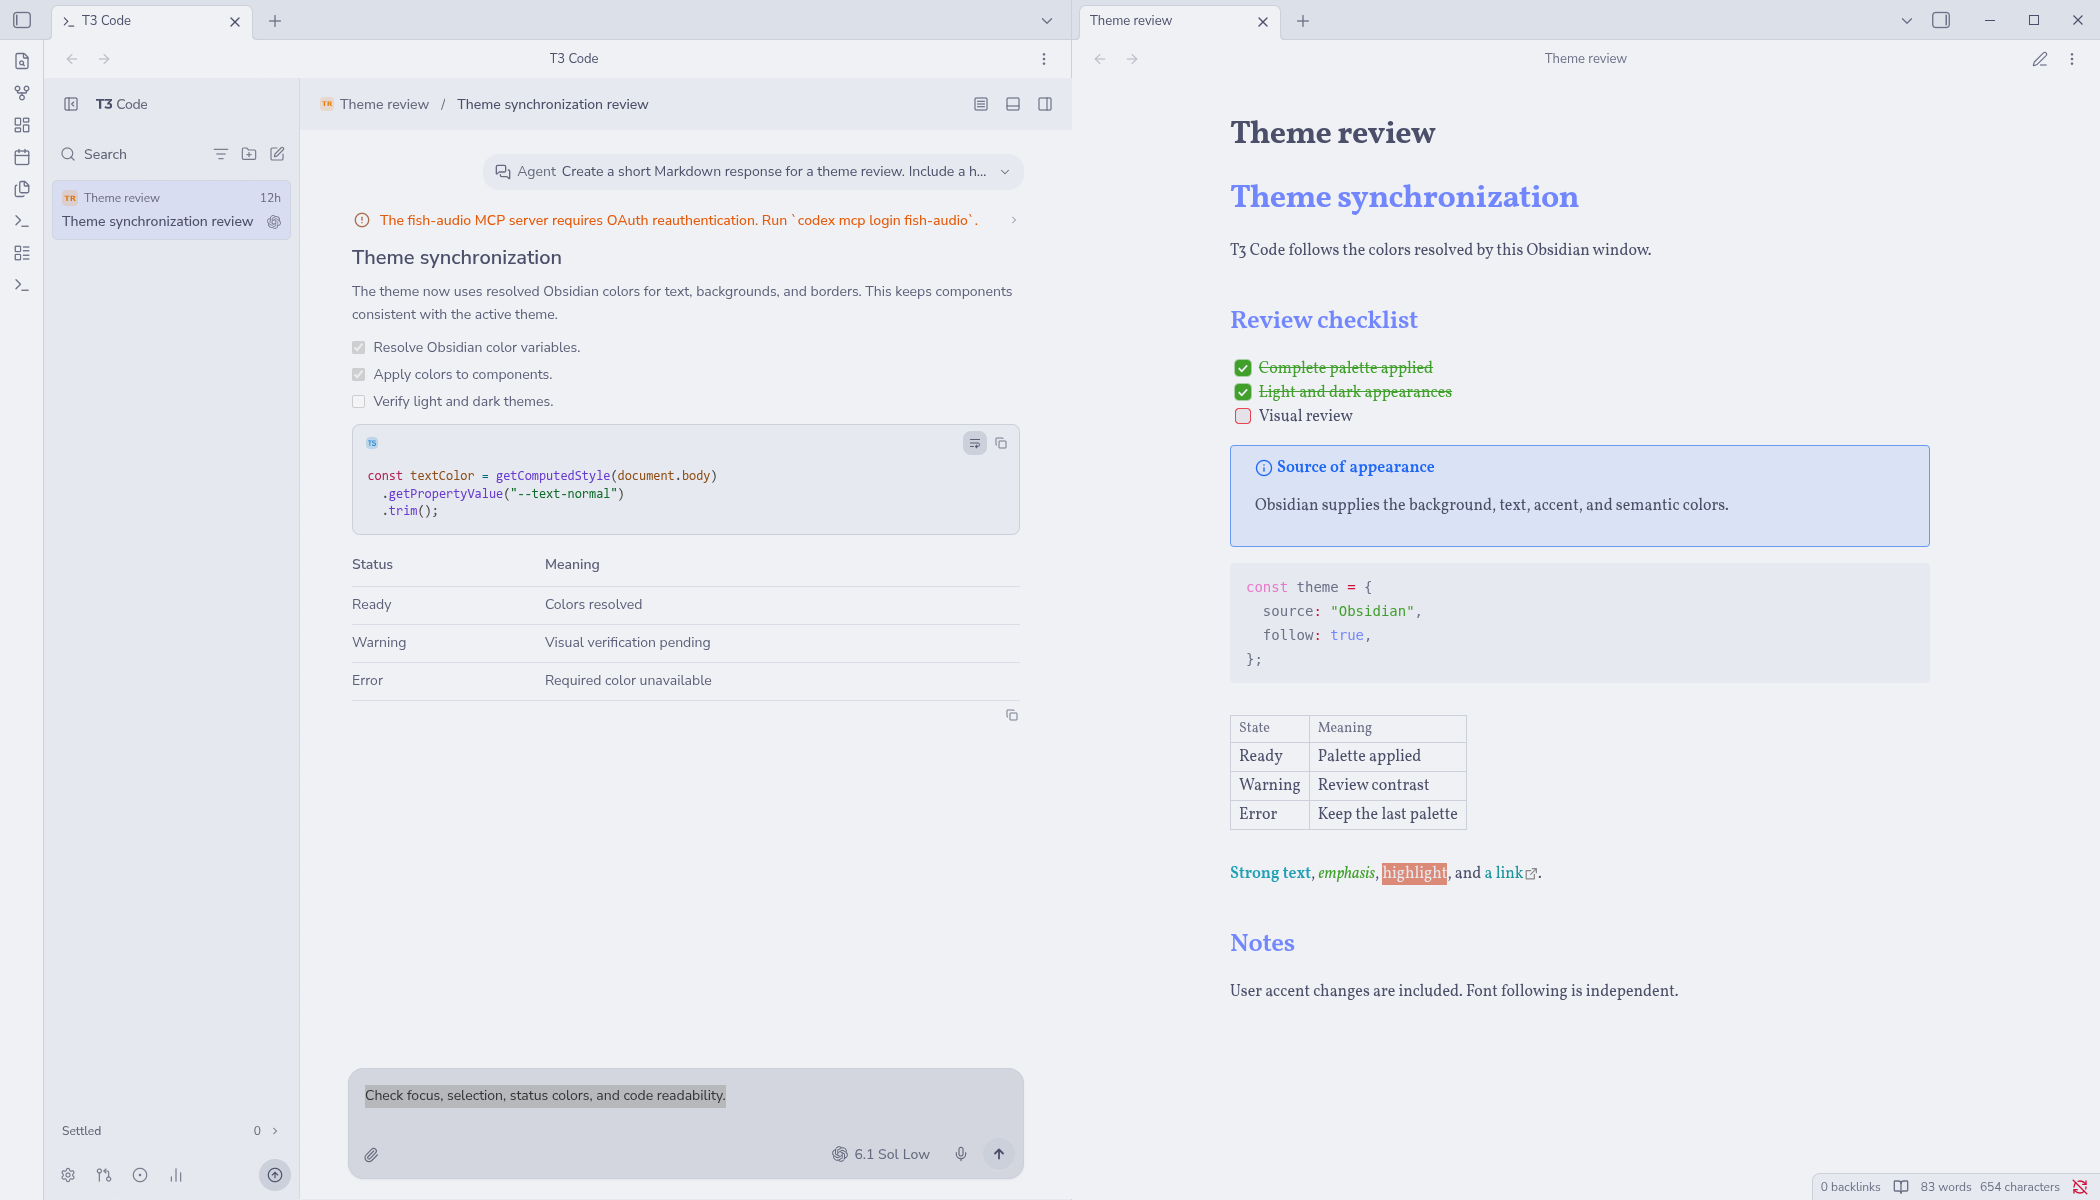 T3 Code
Theme review
T3 Code
Theme review
T3 Code
Search
TR Theme review 12h
Theme synchronization review
Settled 0
TR Theme review / Theme synchronization review
Agent Create a short Markdown response for a theme review. Include a h...
The fish-audio MCP server requires OAuth reauthentication. Run `codex mcp login fish-audio`.
Theme synchronization
The theme now uses resolved Obsidian colors for text, backgrounds, and borders. This keeps components
consistent with the active theme.
Resolve Obsidian color variables.
Apply colors to components.
Verify light and dark themes.
TS
const textColor = getComputedStyle(document.body)
.getPropertyValue("--text-normal")
.trim();
Status Meaning
Ready Colors resolved
Warning Visual verification pending
Error Required color unavailable
Check focus, selection, status colors, and code readability.
6.1 Sol Low
Theme review
Theme synchronization
T3 Code follows the colors resolved by this Obsidian window.
Review checklist
Complete palette applied
Light and dark appearances
Visual review
Source of appearance
Obsidian supplies the background, text, accent, and semantic colors.
const theme = {
source: "Obsidian",
follow: true,
};
State Meaning
Ready Palette applied
Warning Review contrast
Error Keep the last palette
Strong text, emphasis, highlight, and a link.
Notes
User accent changes are included. Font following is independent.
0 backlinks 83 words 654 characters